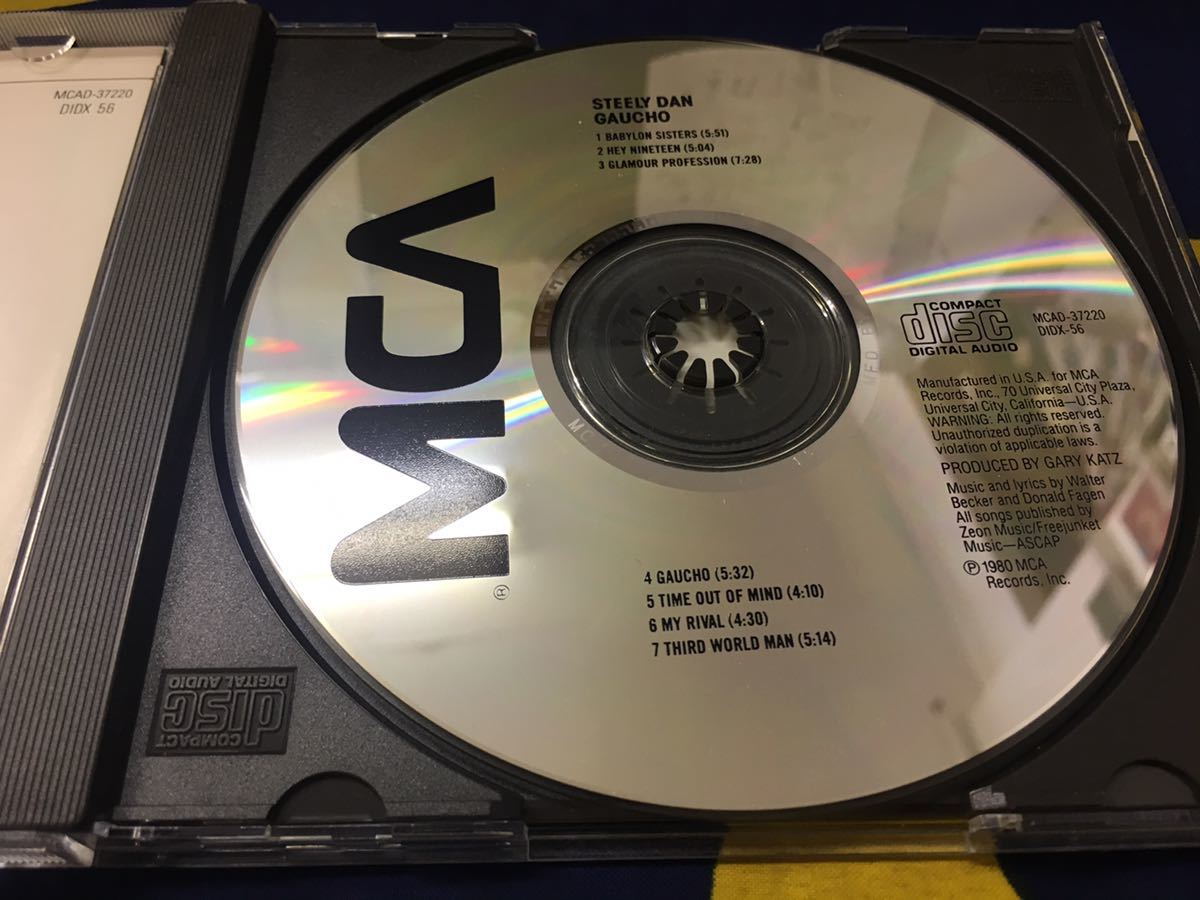 MCAD-37220
DIDX 56
STEELY DAN
GAUCHO
1 BABYLON SISTERS (5:51)
2 HEY NINETEEN (5:04)
3 GLAMOUR PROFESSION (7:28)
MCA
®
COMPACT
disc
DIGITAL AUDIO
MCAD-37220
DIDX-56
Manufactured in U.S.A. for MCA
Records, Inc., 70 Universal City Plaza,
Universal City, California—U.S.A.
WARNING: All rights reserved.
Unauthorized duplication is a
violation of applicable laws.
PRODUCED BY GARY KATZ
Music and lyrics by Walter
Becker and Donald Fagen
All songs published by
Zeon Music/Freejunket
Music—ASCAP
℗ 1980 MCA
Records, Inc.
4 GAUCHO (5:32)
5 TIME OUT OF MIND (4:10)
6 MY RIVAL (4:30)
7 THIRD WORLD MAN (5:14)
COMPACT
disc
DIGITAL AUDIO